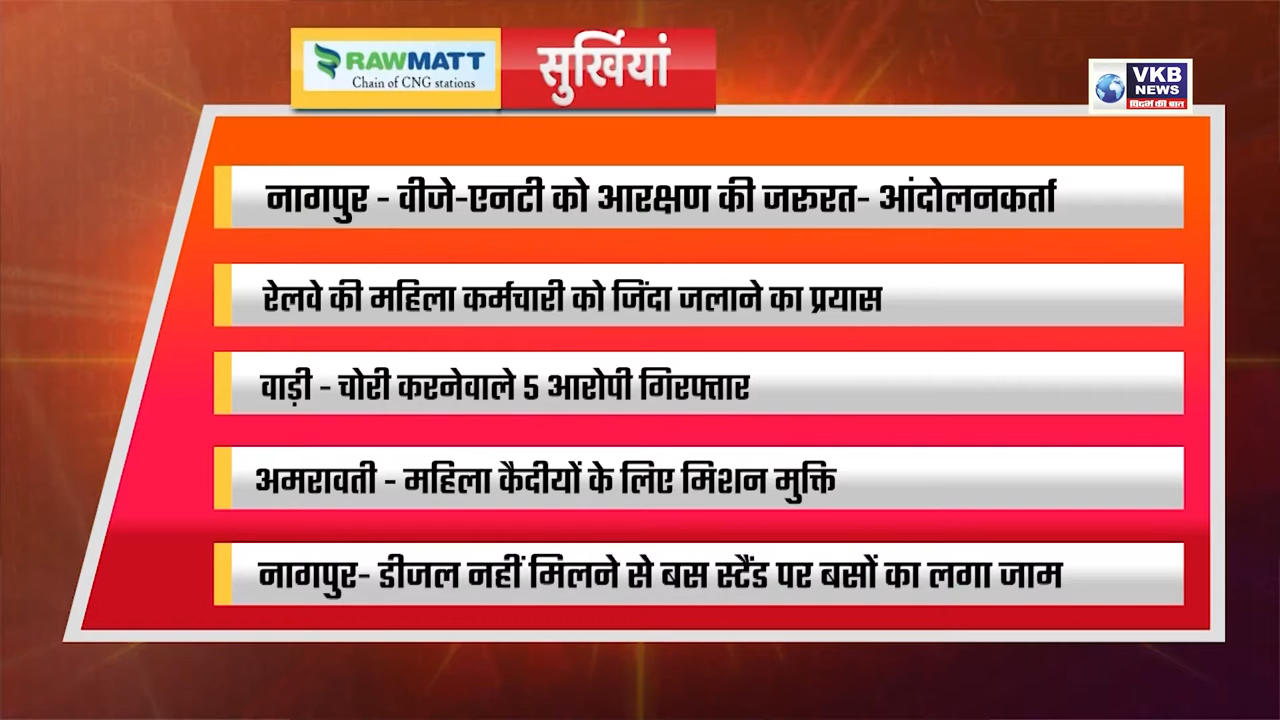 RAWMATT
Chain of CNG stations
सुर्खियां
VKB
NEWS
विदर्भ की बात
नागपुर - वीजे-एनटी को आरक्षण की जरुरत- आंदोलनकर्ता
रेलवे की महिला कर्मचारी को जिंदा जलाने का प्रयास
वाड़ी - चोरी करनेवाले 5 आरोपी गिरफ्तार
अमरावती - महिला कैदीयों के लिए मिशन मुक्ति
नागपुर- डीजल नहीं मिलने से बस स्टैंड पर बसों का लगा जाम